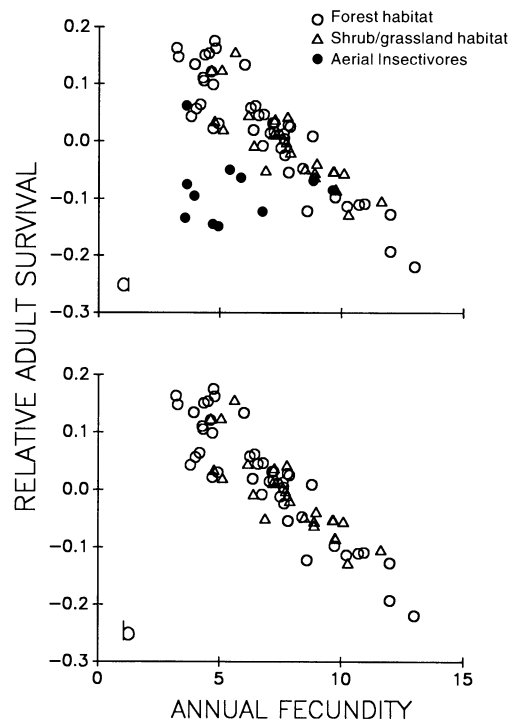 Forest habitat
Shrub/grassland habitat
Aerial Insectivores
0.2
0.1
0.0
−0.1
−0.2
−0.3
a
RELATIVE ADULT SURVIVAL
0.2
0.1
0.0
−0.1
−0.2
−0.3
b
0 5 10 15
ANNUAL FECUNDITY